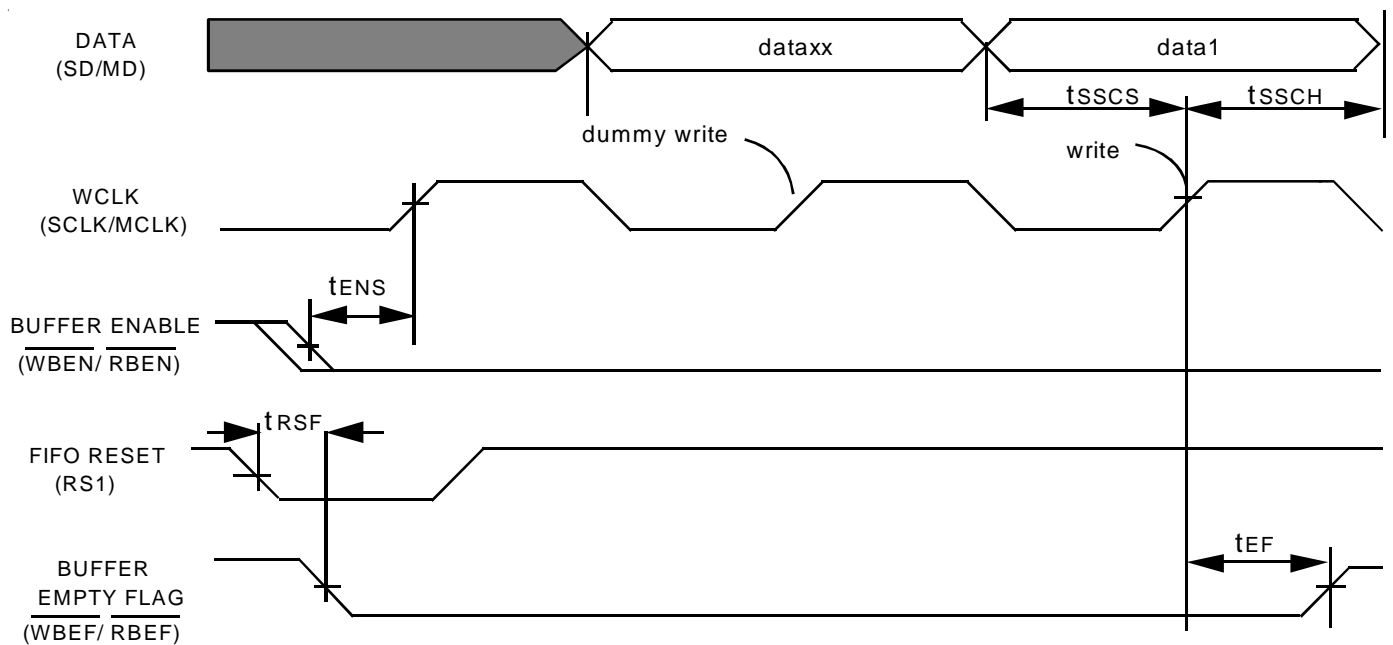 DATA
(SD/MD)
dataxx
data1
tSSCS
tSSCH
dummy write
write
WCLK
(SCLK/MCLK)
tENS
BUFFER ENABLE
(WBEN/ RBEN)
tRSF
FIFO RESET
(RS1)
tEF
BUFFER
EMPTY FLAG
(WBEF/ RBEF)